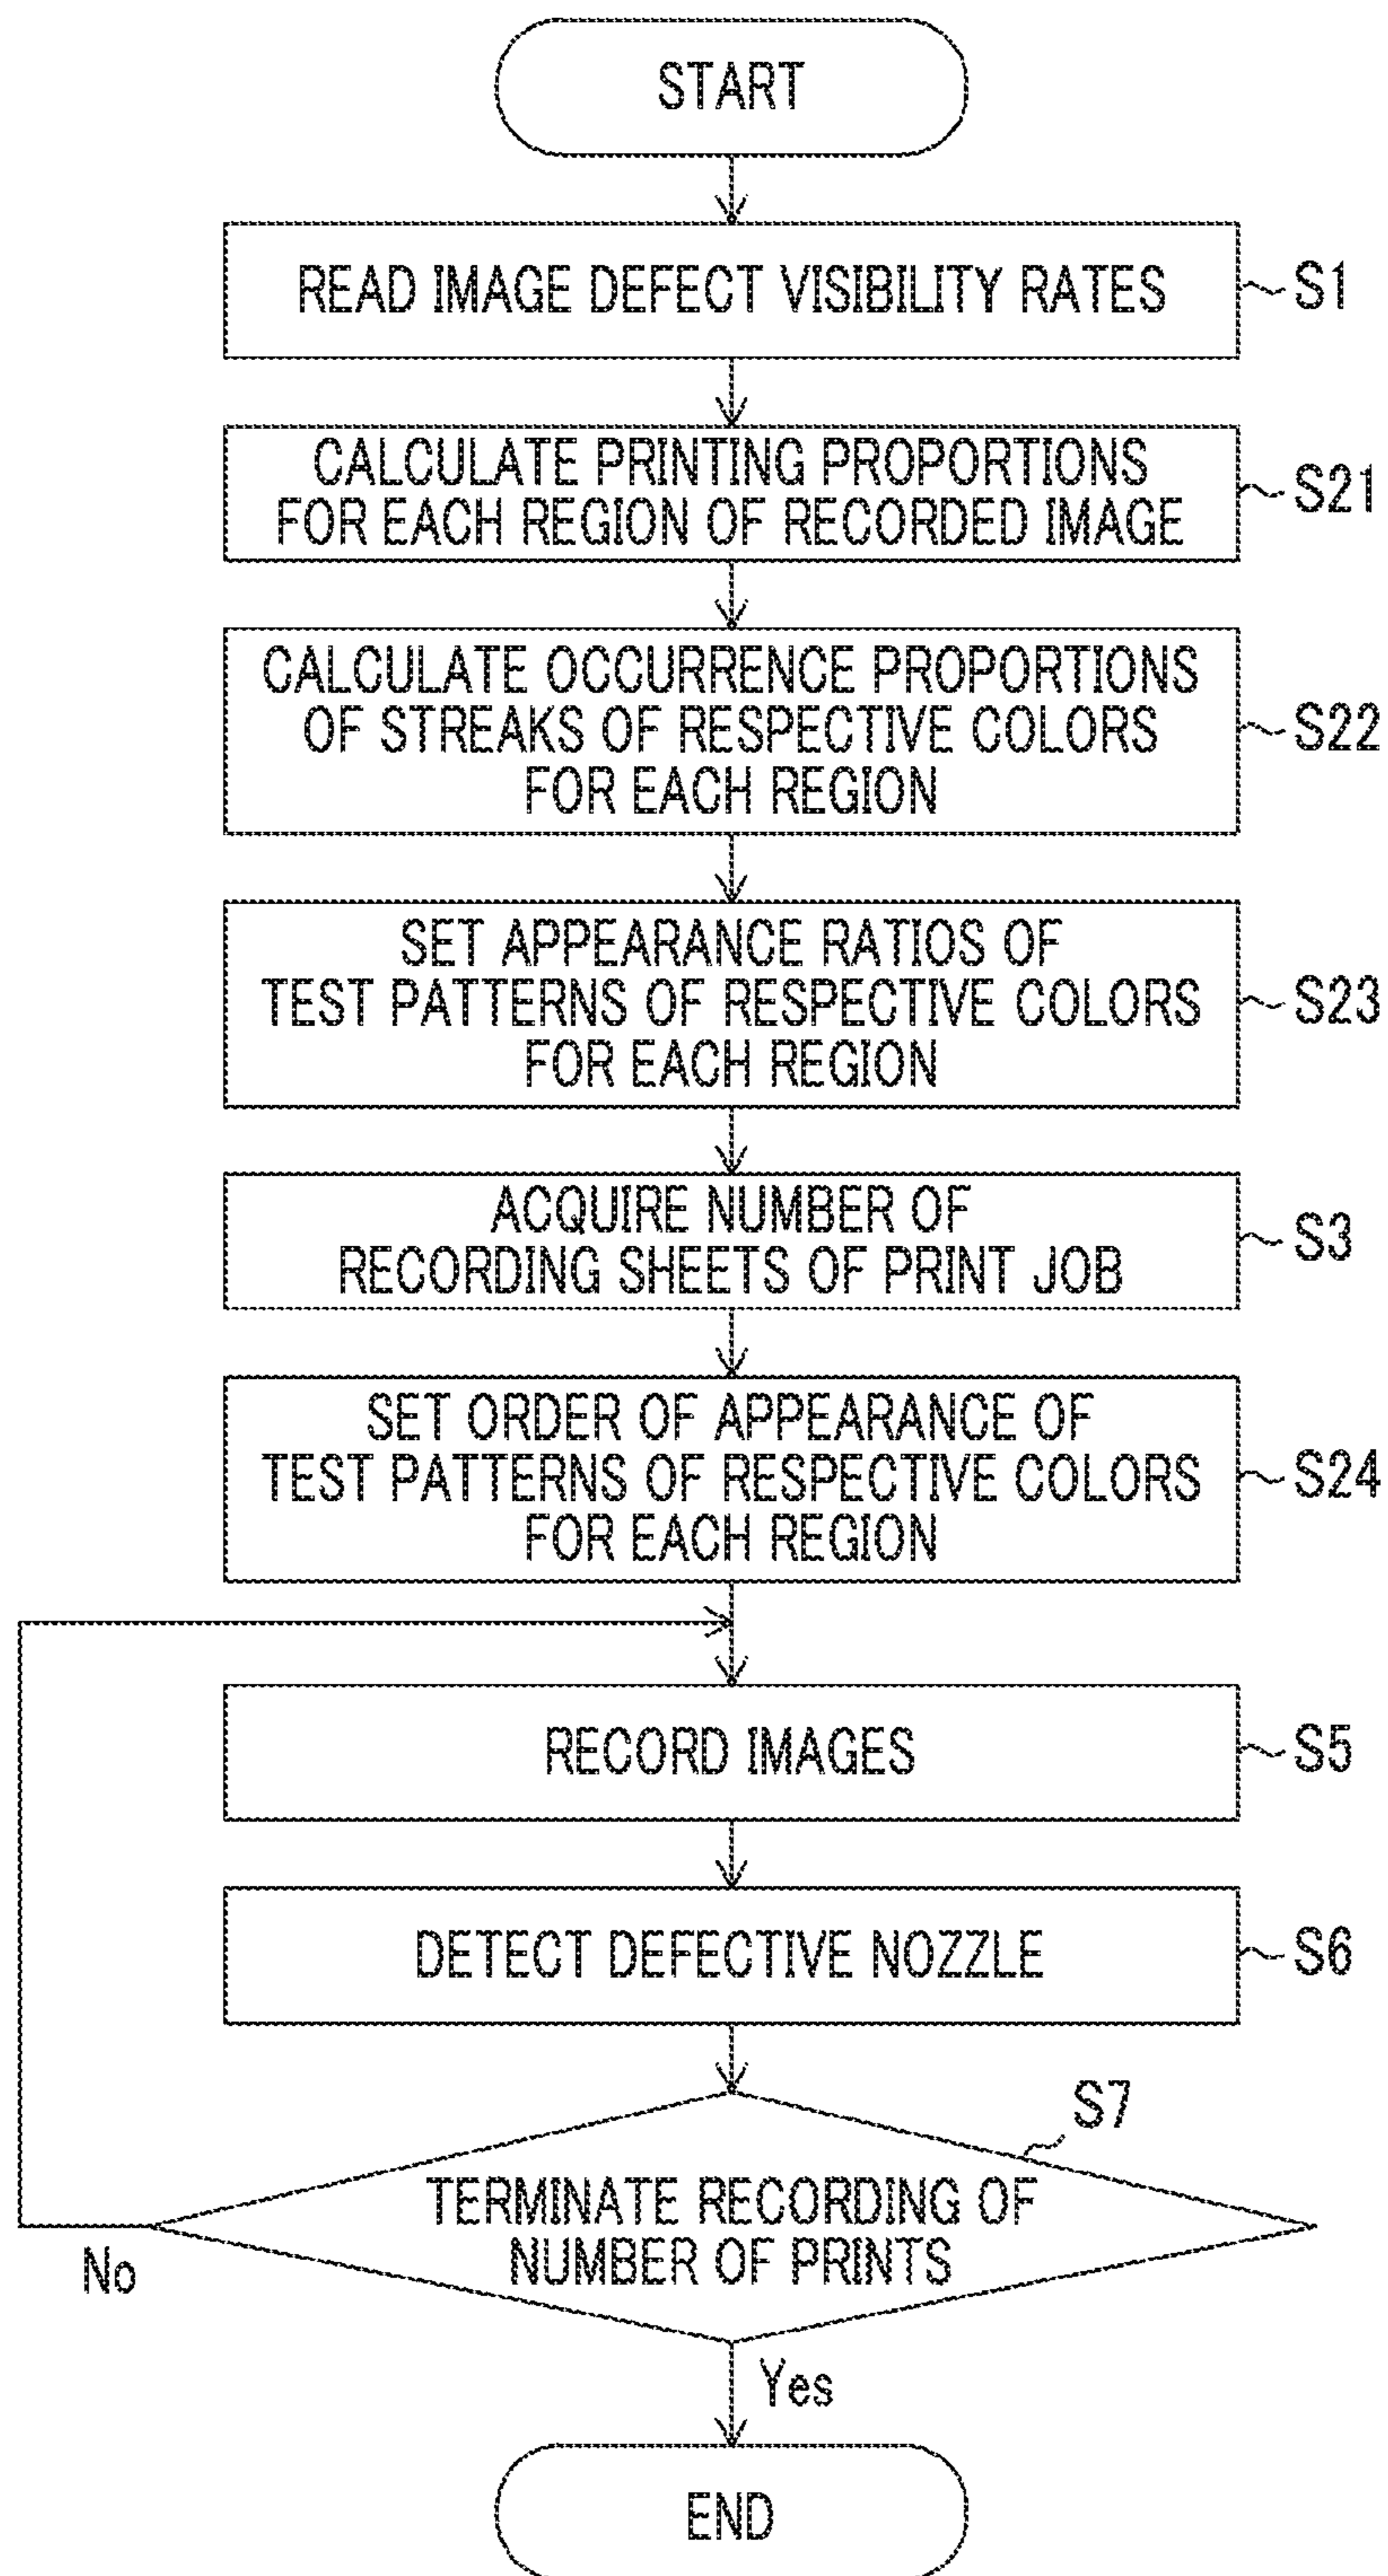 START
READ IMAGE DEFECT VISIBILITY RATES
S1
CALCULATE PRINTING PROPORTIONS
FOR EACH REGION OF RECORDED IMAGE
S21
CALCULATE OCCURRENCE PROPORTIONS
OF STREAKS OF RESPECTIVE COLORS
FOR EACH REGION
S22
SET APPEARANCE RATIOS OF
TEST PATTERNS OF RESPECTIVE COLORS
FOR EACH REGION
S23
ACQUIRE NUMBER OF
RECORDING SHEETS OF PRINT JOB
S3
SET ORDER OF APPEARANCE OF
TEST PATTERNS OF RESPECTIVE COLORS
FOR EACH REGION
S24
RECORD IMAGES
S5
DETECT DEFECTIVE NOZZLE
S6
S7
TERMINATE RECORDING OF
NUMBER OF PRINTS
No
Yes
END